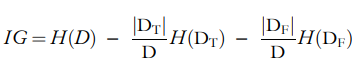 IG = H(D) − |D_T|/D H(D_T) − |D_F|/D H(D_F)